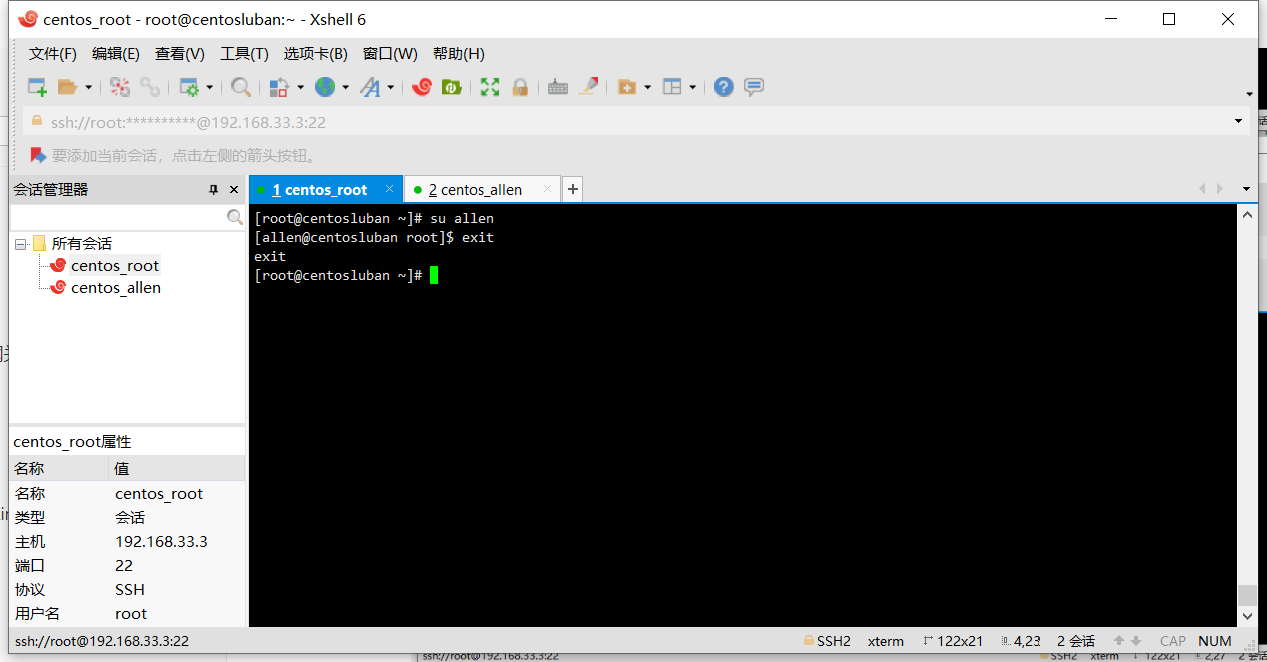 centos_root - root@centosluban:~ - Xshell 6
文件(F) 编辑(E) 查看(V) 工具(T) 选项卡(B) 窗口(W) 帮助(H)
ssh://root:**********@192.168.33.3:22
要添加当前会话，点击左侧的箭头按钮。
会话管理器
1 centos_root
2 centos_allen
所有会话
centos_root
centos_allen
[root@centosluban ~]# su allen
[allen@centosluban root]$ exit
exit
[root@centosluban ~]#
centos_root属性
名称 值
名称 centos_root
类型 会话
主机 192.168.33.3
端口 22
协议 SSH
用户名 root
ssh://root@192.168.33.3:22 SSH2 xterm 122x21 4,23 2 会话 CAP NUM